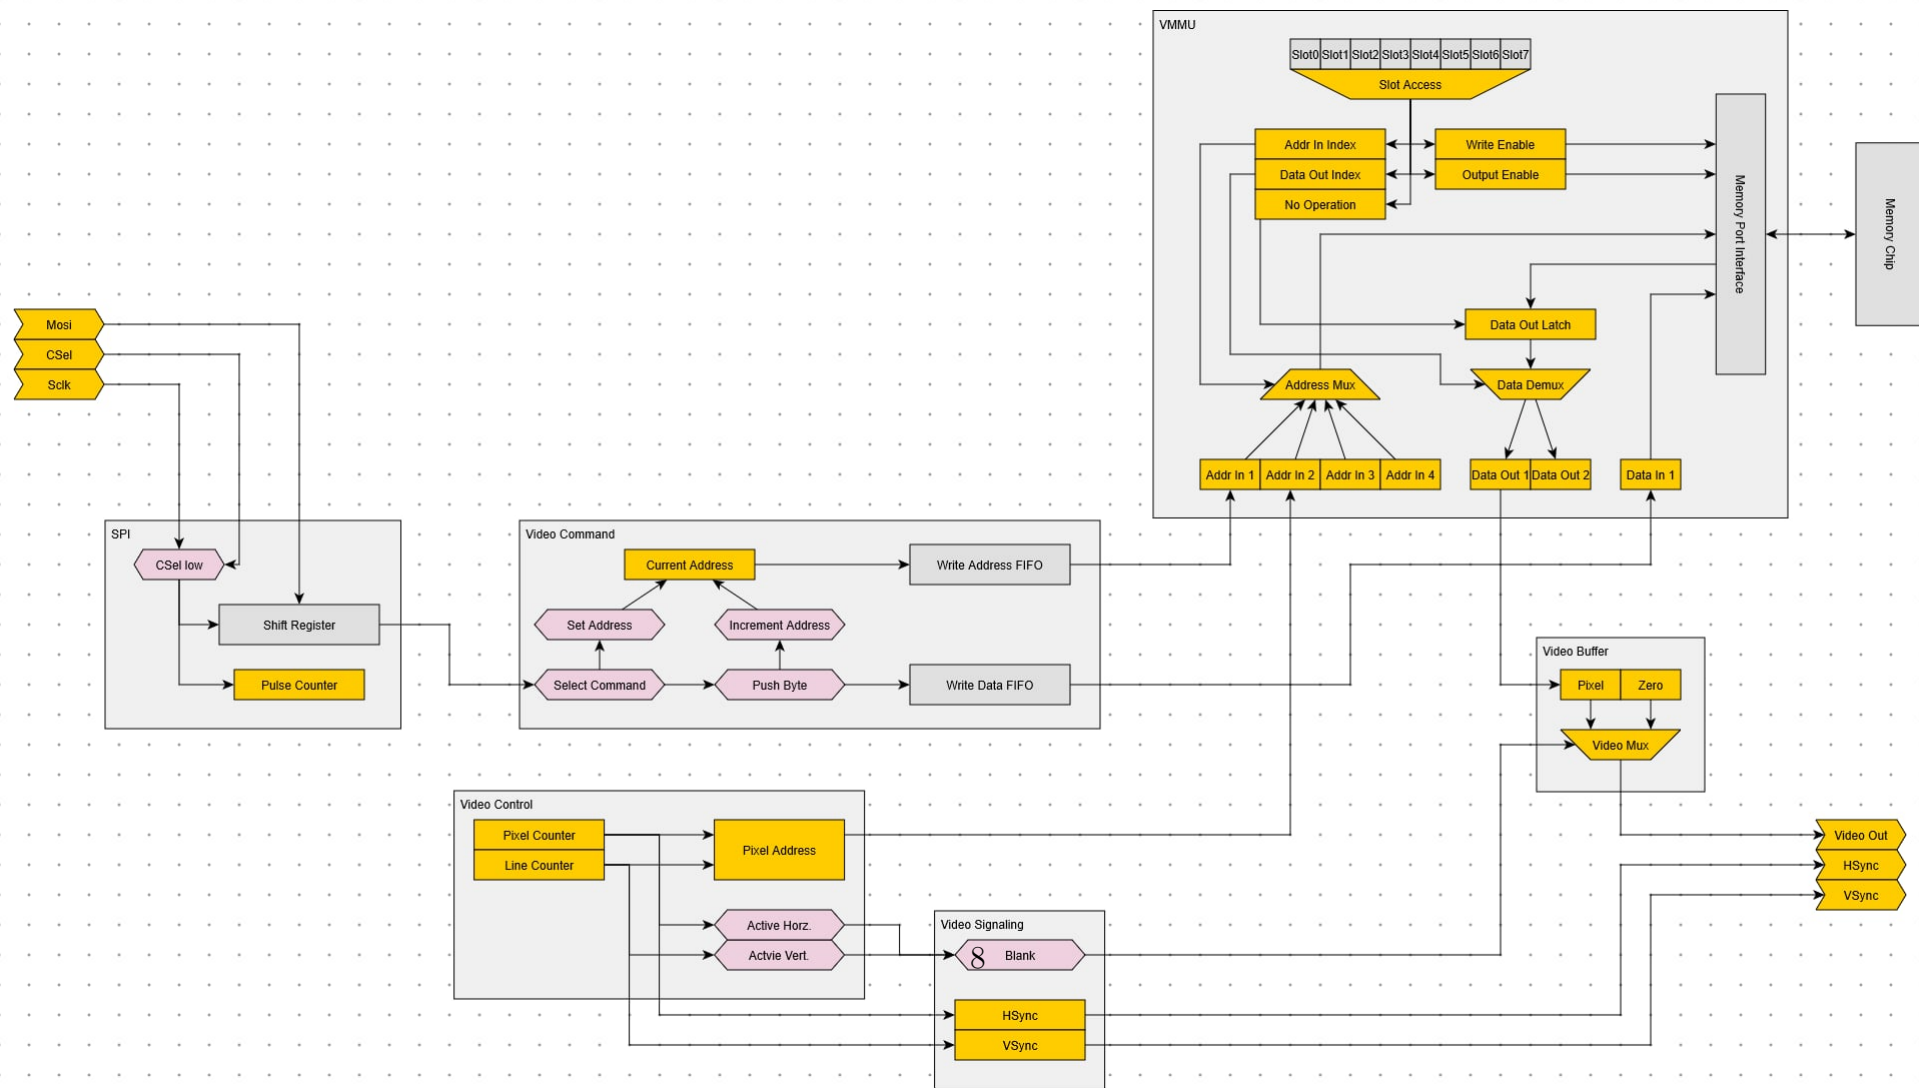 VMMU
Slot0 Slot1 Slot2 Slot3 Slot4 Slot5 Slot6 Slot7
Slot Access
Addr In Index
Write Enable
Data Out Index
Output Enable
No Operation
Memory Port Interface
Memory Chip
Data Out Latch
Address Mux
Data Demux
Addr In 1 Addr In 2 Addr In 3 Addr In 4
Data Out 1 Data Out 2
Data In 1
Mosi
CSel
Sclk
SPI
CSel low
Shift Register
Pulse Counter
Video Command
Current Address
Write Address FIFO
Set Address
Increment Address
Select Command
Push Byte
Write Data FIFO
Video Buffer
Pixel
Zero
Video Mux
Video Control
Pixel Counter
Line Counter
Pixel Address
Active Horz.
Actvie Vert.
Video Signaling
8 Blank
HSync
VSync
Video Out
HSync
VSync